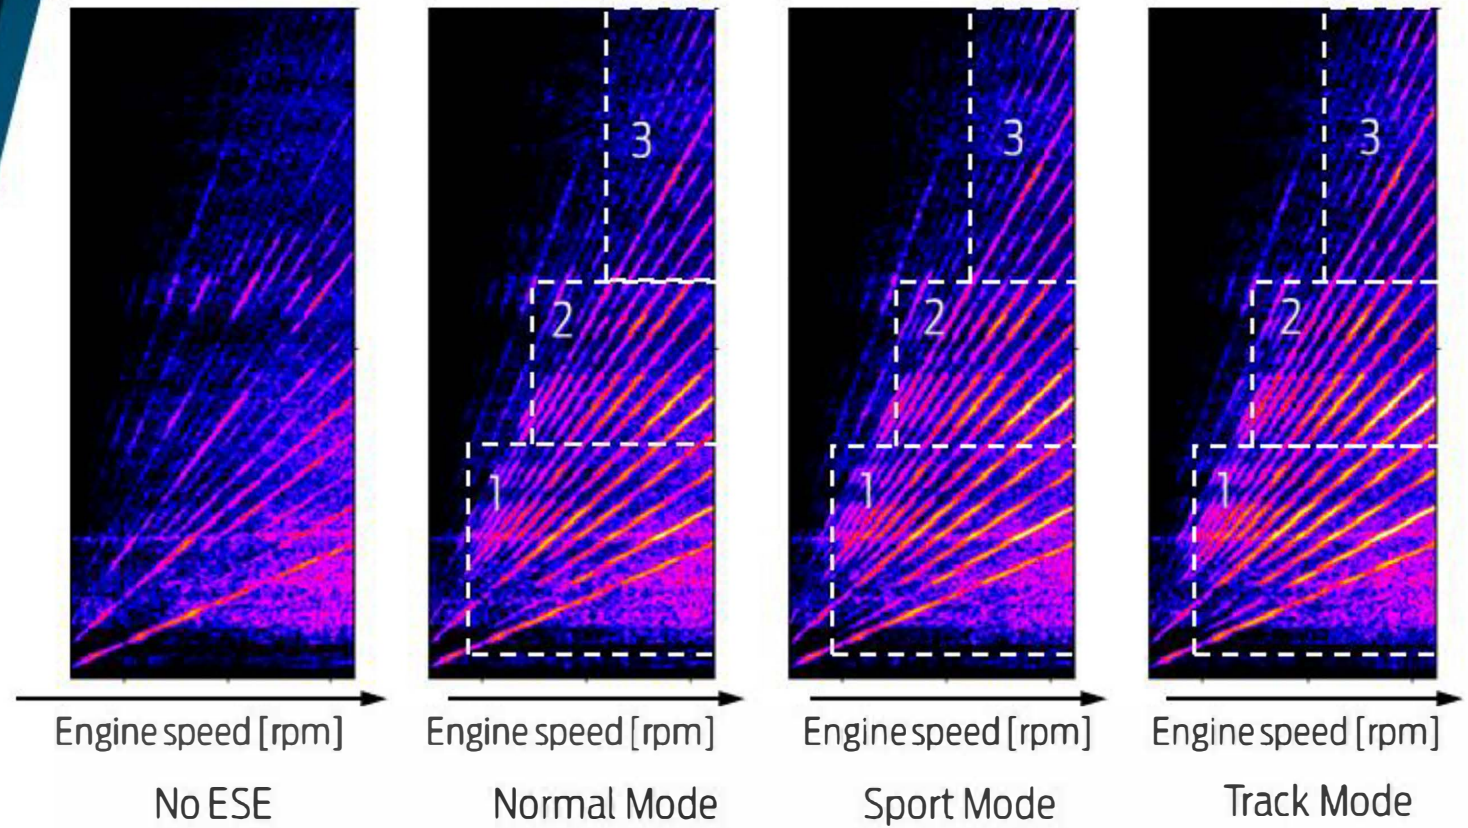 3
3
3
2
2
2
1
1
1
Engine speed [rpm]
Engine speed [rpm]
Engine speed [rpm]
Engine speed [rpm]
No ESE
Normal Mode
Sport Mode
Track Mode